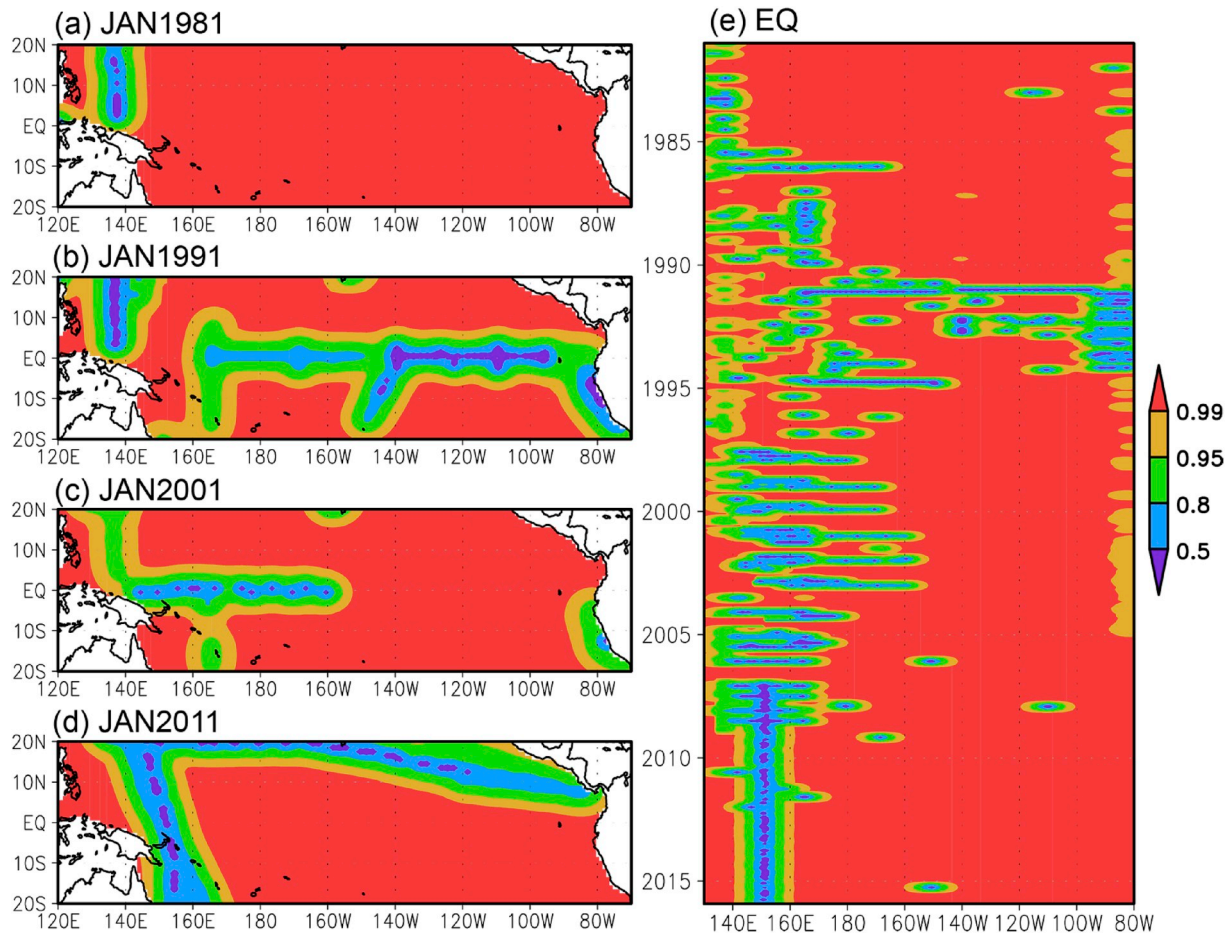 (a) JAN1981
20N
10N
EQ
10S
20S
120E 140E 160E 180 160W 140W 120W 100W 80W
(b) JAN1991
20N
10N
EQ
10S
20S
120E 140E 160E 180 160W 140W 120W 100W 80W
(c) JAN2001
20N
10N
EQ
10S
20S
120E 140E 160E 180 160W 140W 120W 100W 80W
(d) JAN2011
20N
10N
EQ
10S
20S
120E 140E 160E 180 160W 140W 120W 100W 80W
(e) EQ
1985
1990
1995
2000
2005
2010
2015
140E 160E 180 160W 140W 120W 100W 80W
0.99
0.95
0.8
0.5